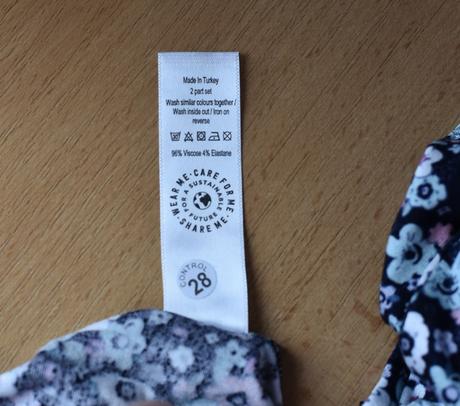 Made In Turkey
2 part set
Wash similar colours together /
Wash inside out / Iron on
reverse
96% Viscose 4% Elastane
WEAR ME · CARE FOR ME · SHARE ME ·
FOR A SUSTAINABLE FUTURE
CONTROL
28